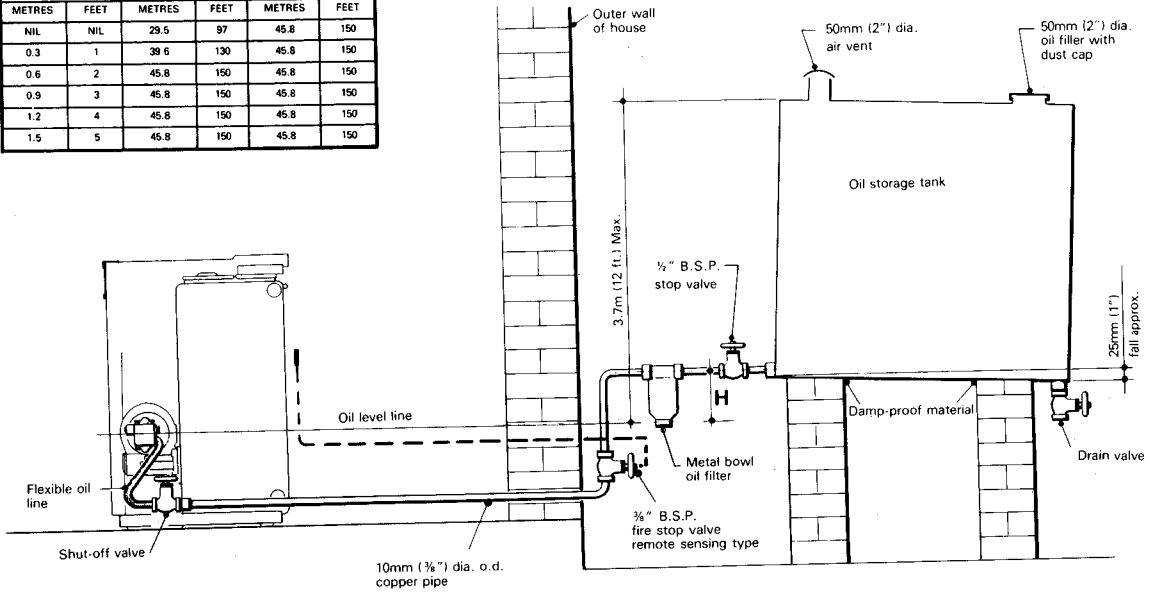 METRES FEET METRES FEET METRES FEET
NIL NIL 29.5 97 45.8 150
0.3 1 39 6 130 45.8 150
0.6 2 45.8 150 45.8 150
0.9 3 45.8 150 45.8 150
1.2 4 45.8 150 45.8 150
1.5 5 45.8 150 45.8 150
Outer wall
of house
50mm (2") dia.
air vent
50mm (2") dia.
oil filler with
dust cap
Oil storage tank
3.7m (12 ft.) Max.
½" B.S.P.
stop valve
25mm (1")
fall approx.
H
Damp-proof material
Oil level line
Metal bowl
oil filter
Drain valve
Flexible oil
line
⅜" B.S.P.
fire stop valve
remote sensing type
Shut-off valve
10mm (⅜") dia. o.d.
copper pipe